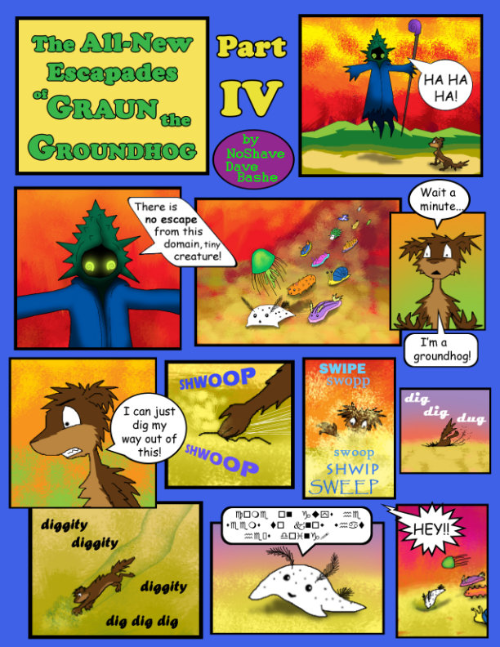 The All-New
Escapades
of GRAUN the
GROUNDHOG
Part
IV
by
NoShave
Dave
Bashe
HA HA
HA!
There is
no escape
from this
domain, tiny
creature!
Wait a
minute...
I'm a
groundhog!
I can just
dig my
way out of
this!
SHWOOP
SHWOOP
SWIPE
swopp
swoop
SHWIP
SWEEP
dig
dig
dug
diggity
diggity
diggity
dig dig dig
HEY!!